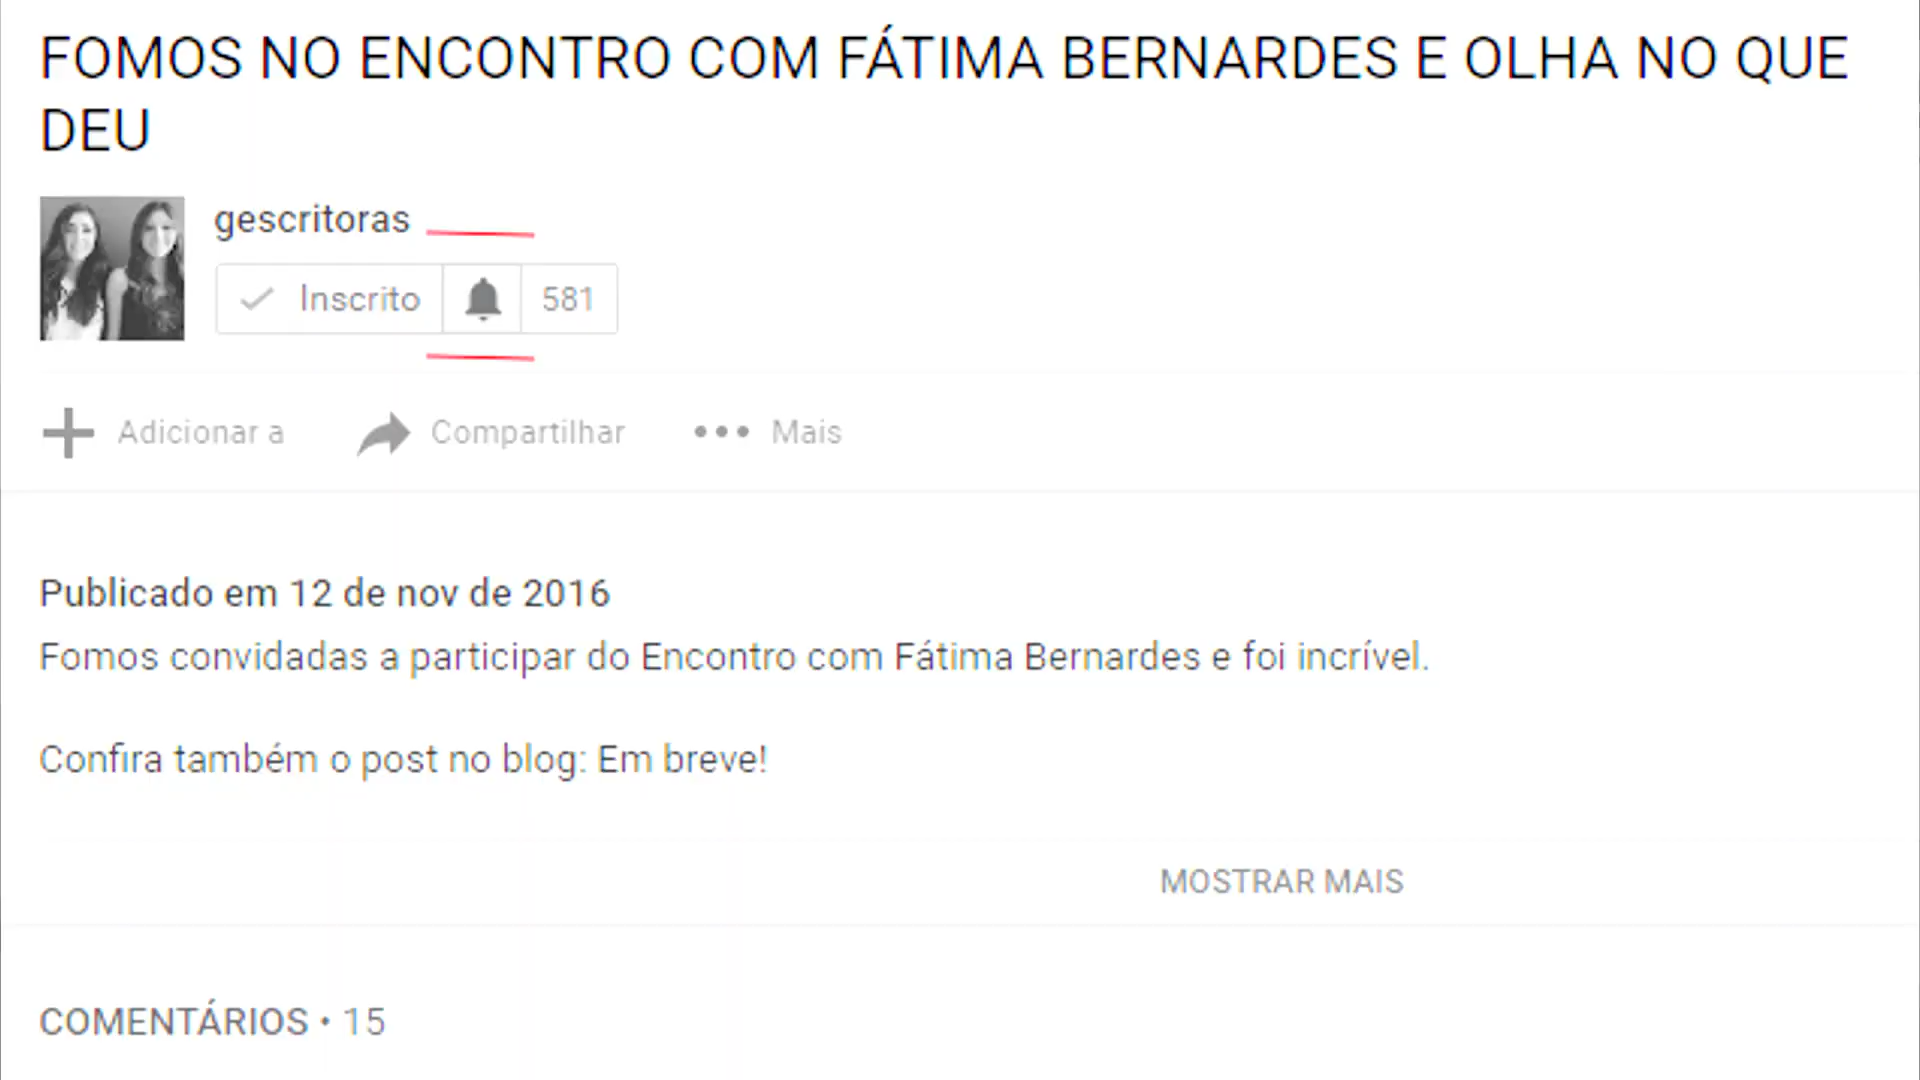 FOMOS NO ENCONTRO COM FÁTIMA BERNARDES E OLHA NO QUE
DEU
gescritoras
Inscrito 581
Adicionar a Compartilhar Mais
Publicado em 12 de nov de 2016
Fomos convidadas a participar do Encontro com Fátima Bernardes e foi incrível.
Confira também o post no blog: Em breve!
MOSTRAR MAIS
COMENTÁRIOS • 15